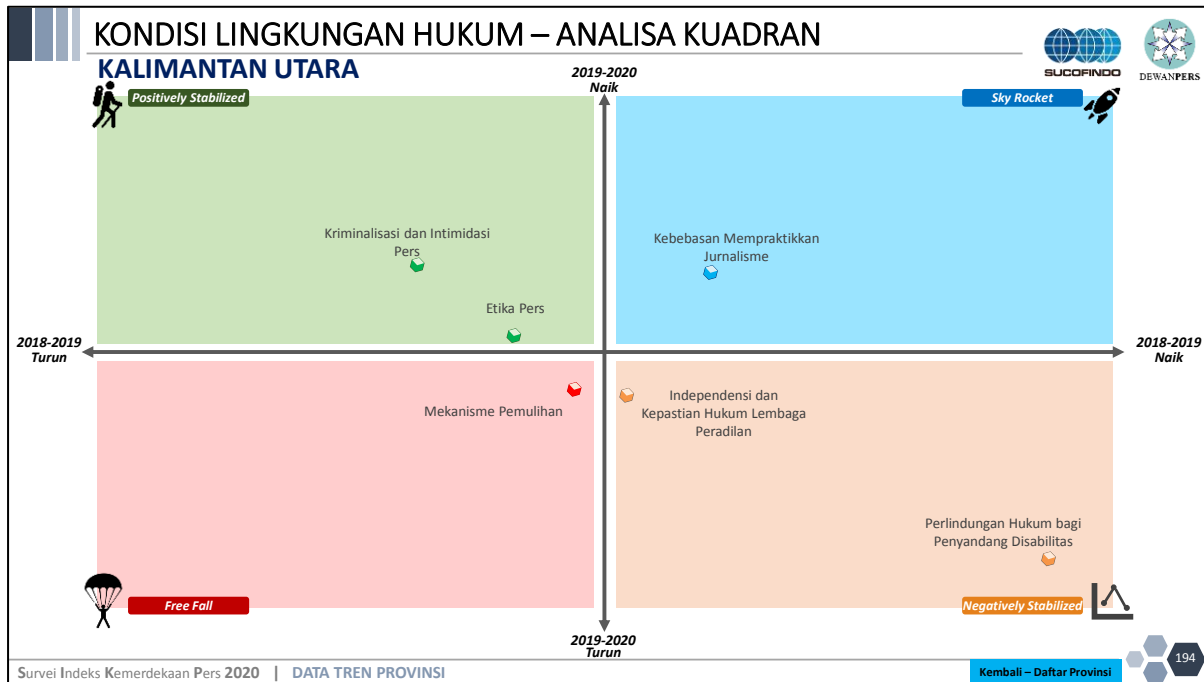 KONDISI LINGKUNGAN HUKUM – ANALISA KUADRAN
KALIMANTAN UTARA
SUCOFINDO
DEWANPERS
2019-2020
Naik
Positively Stabilized
Sky Rocket
Kriminalisasi dan Intimidasi
Pers
Kebebasan Mempraktikkan
Jurnalisme
Etika Pers
2018-2019
Turun
2018-2019
Naik
Mekanisme Pemulihan
Independensi dan
Kepastian Hukum Lembaga
Peradilan
Perlindungan Hukum bagi
Penyandang Disabilitas
Free Fall
Negatively Stabilized
2019-2020
Turun
Survei Indeks Kemerdekaan Pers 2020 | DATA TREN PROVINSI
Kembali – Daftar Provinsi
194